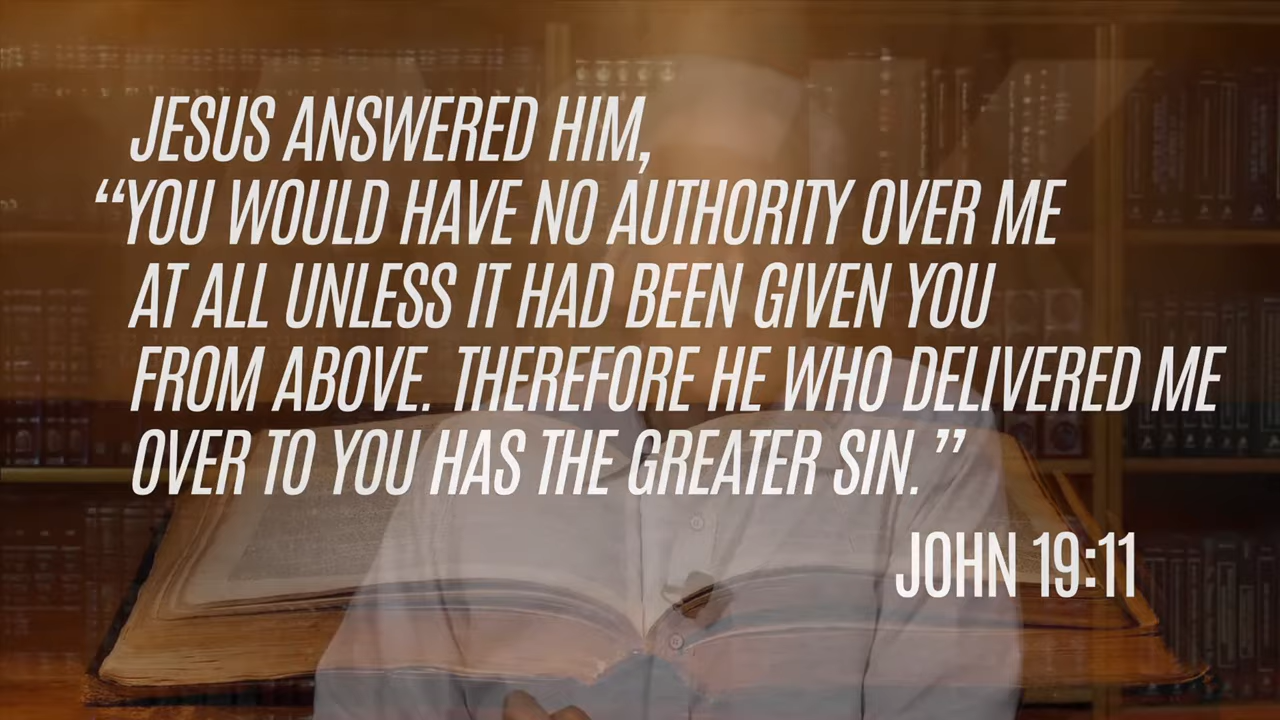 JESUS ANSWERED HIM,
“YOU WOULD HAVE NO AUTHORITY OVER ME
AT ALL UNLESS IT HAD BEEN GIVEN YOU
FROM ABOVE. THEREFORE HE WHO DELIVERED ME
OVER TO YOU HAS THE GREATER SIN.”
JOHN 19:11